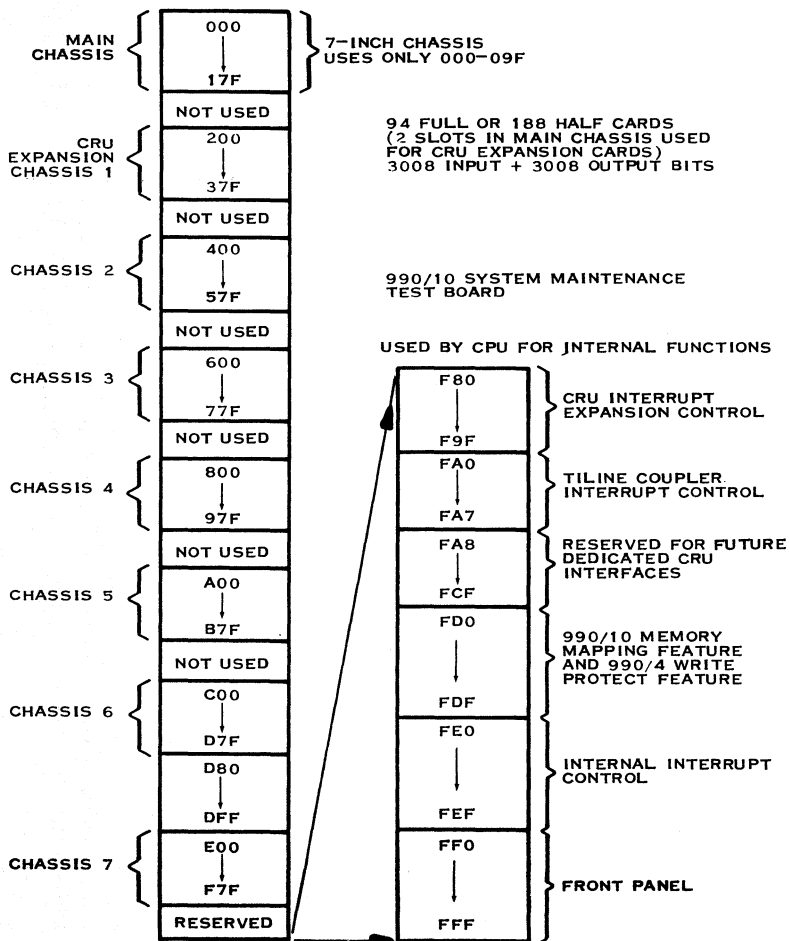 MAIN
CHASSIS
000
17F
7-INCH CHASSIS
USES ONLY 000-09F
NOT USED
94 FULL OR 188 HALF CARDS
(2 SLOTS IN MAIN CHASSIS USED
FOR CRU EXPANSION CARDS)
3008 INPUT + 3008 OUTPUT BITS
CRU
EXPANSION
CHASSIS 1
200
37F
NOT USED
CHASSIS 2
400
57F
990/10 SYSTEM MAINTENANCE
TEST BOARD
NOT USED
CHASSIS 3
600
77F
NOT USED
CHASSIS 4
800
97F
NOT USED
CHASSIS 5
A00
B7F
NOT USED
CHASSIS 6
C00
D7F
D80
DFF
CHASSIS 7
E00
F7F
RESERVED
USED BY CPU FOR INTERNAL FUNCTIONS
F80
F9F
CRU INTERRUPT
EXPANSION CONTROL
FA0
FA7
TILINE COUPLER
INTERRUPT CONTROL
FA8
FCF
RESERVED FOR FUTURE
DEDICATED CRU
INTERFACES
FD0
FDF
990/10 MEMORY
MAPPING FEATURE
AND 990/4 WRITE
PROTECT FEATURE
FE0
FEF
INTERNAL INTERRUPT
CONTROL
FF0
FFF
FRONT PANEL